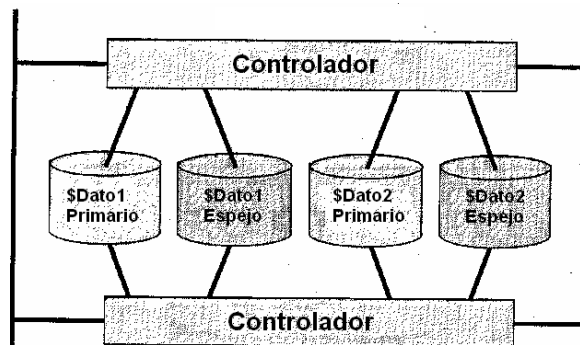 Controlador
$Dato1
Primario
$Dato1
Espejo
$Dato2
Primario
$Dato2
Espejo
Controlador